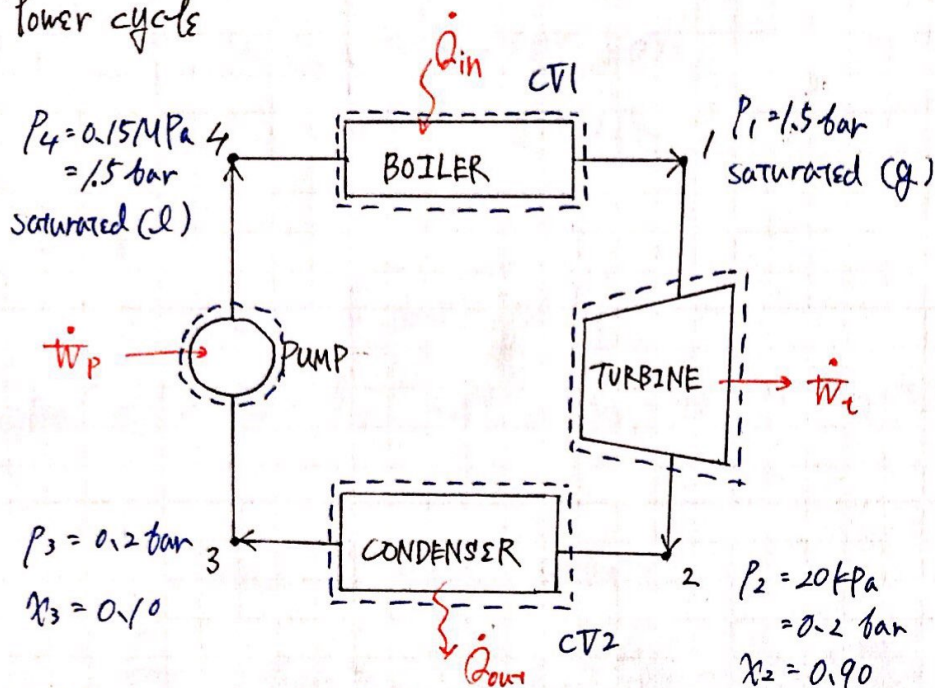 Power cycle
Q̇in
CV1
P4 = 0.15MPa 4
= 1.5 bar
saturated (l)
BOILER
1 P1 = 1.5 bar
saturated (g)
Ẇp
PUMP
TURBINE
Ẇt
P3 = 0.2 bar 3
x3 = 0.10
CONDENSER
2 P2 = 20 kPa
= 0.2 bar
x2 = 0.90
Q̇out
CV2